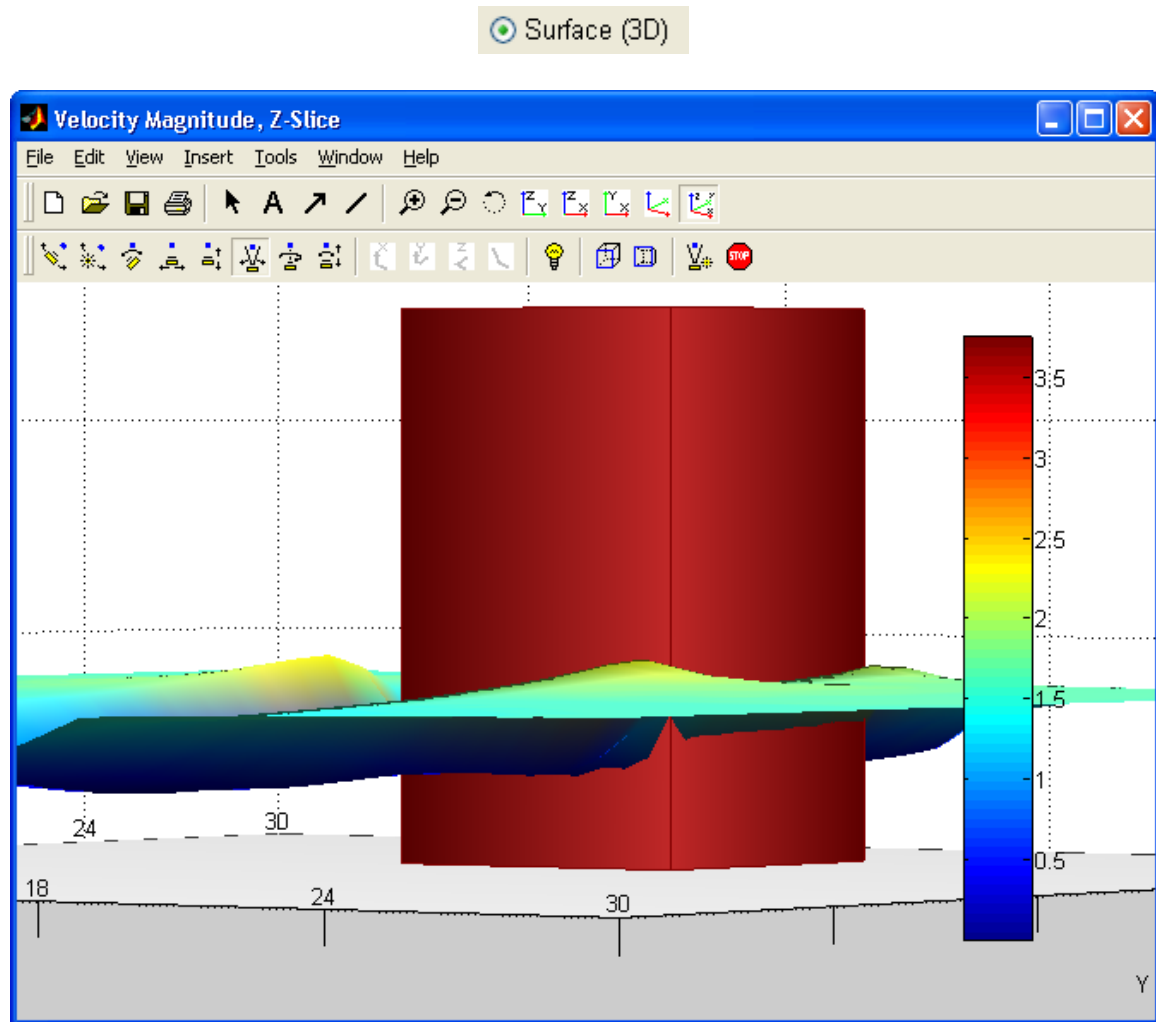 Surface (3D)
Velocity Magnitude, Z-Slice
File Edit View Insert Tools Window Help
A Z Y Z X Y X X Z Y X
X Y Z STOP
3.5
3
2.5
2
1.5
1
0.5
24 30
18 24 30
Y